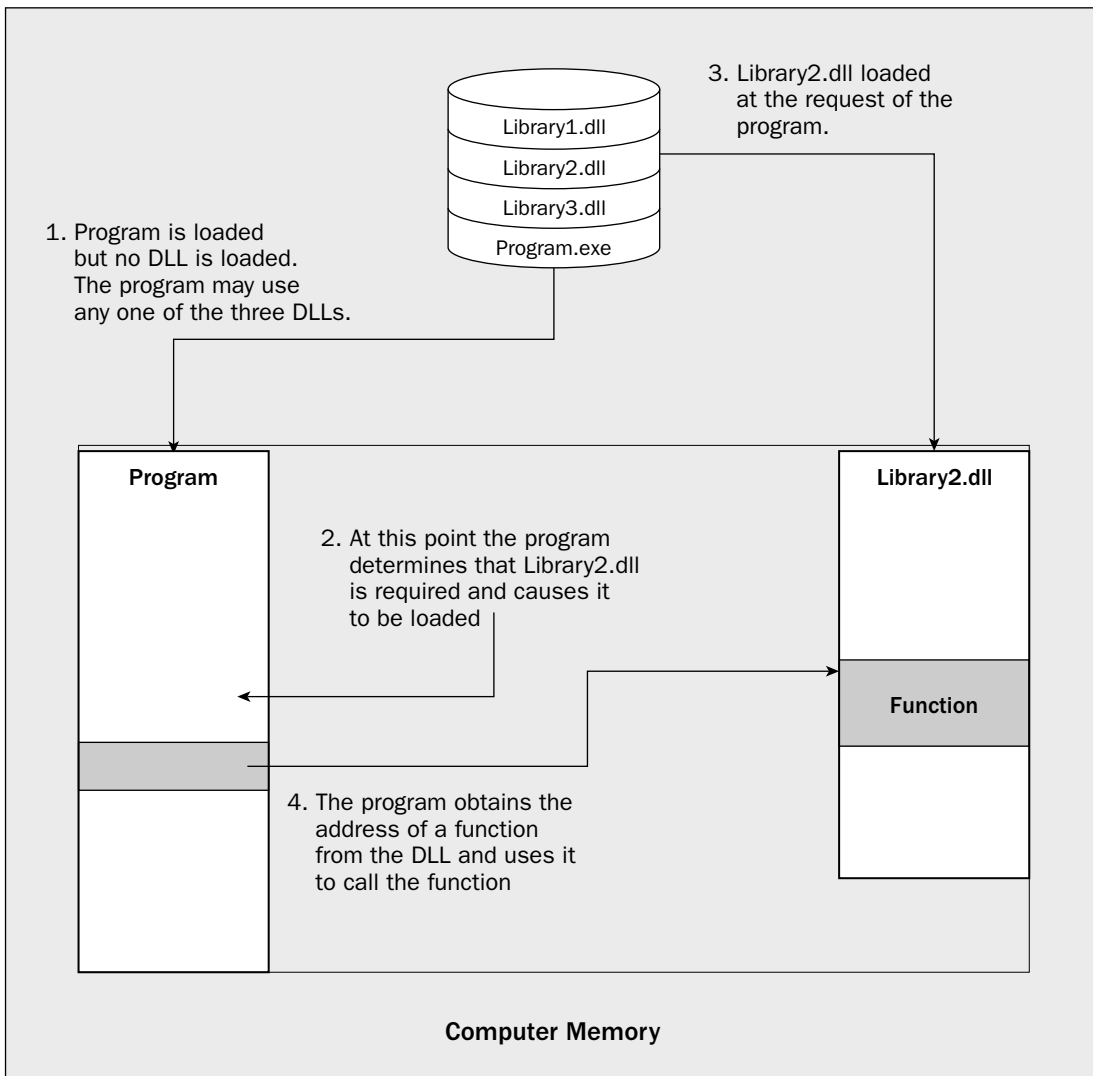 3. Library2.dll loaded
at the request of the
program.
Library1.dll
Library2.dll
Library3.dll
Program.exe
1. Program is loaded
but no DLL is loaded.
The program may use
any one of the three DLLs.
Program
Library2.dll
2. At this point the program
determines that Library2.dll
is required and causes it
to be loaded
Function
4. The program obtains the
address of a function
from the DLL and uses it
to call the function
Computer Memory